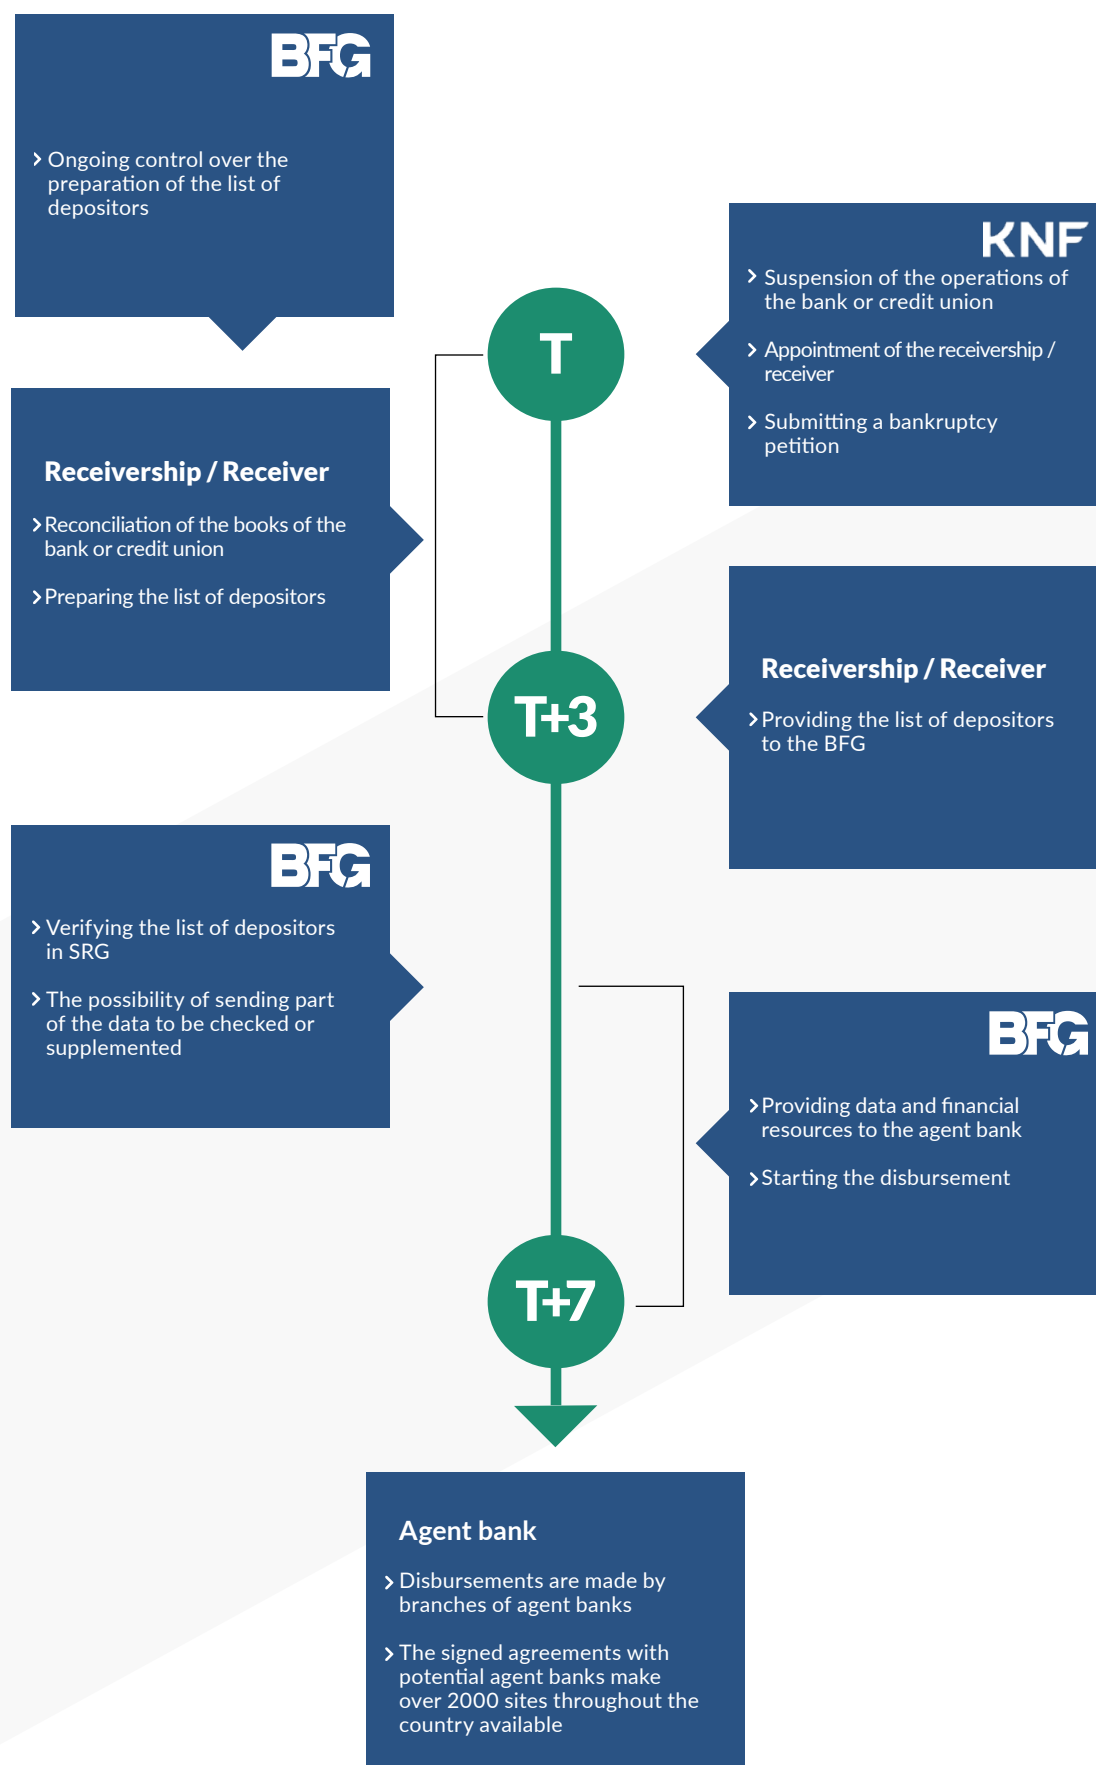 BFG
Ongoing control over the
preparation of the list of
depositors
KNF
Suspension of the operations of
the bank or credit union
Appointment of the receivership /
receiver
Submitting a bankruptcy
petition
T
Receivership / Receiver
Reconciliation of the books of the
bank or credit union
Preparing the list of depositors
T+3
Receivership / Receiver
Providing the list of depositors
to the BFG
BFG
Verifying the list of depositors
in SRG
The possibility of sending part
of the data to be checked or
supplemented
BFG
Providing data and financial
resources to the agent bank
Starting the disbursement
T+7
Agent bank
Disbursements are made by
branches of agent banks
The signed agreements with
potential agent banks make
over 2000 sites throughout the
country available